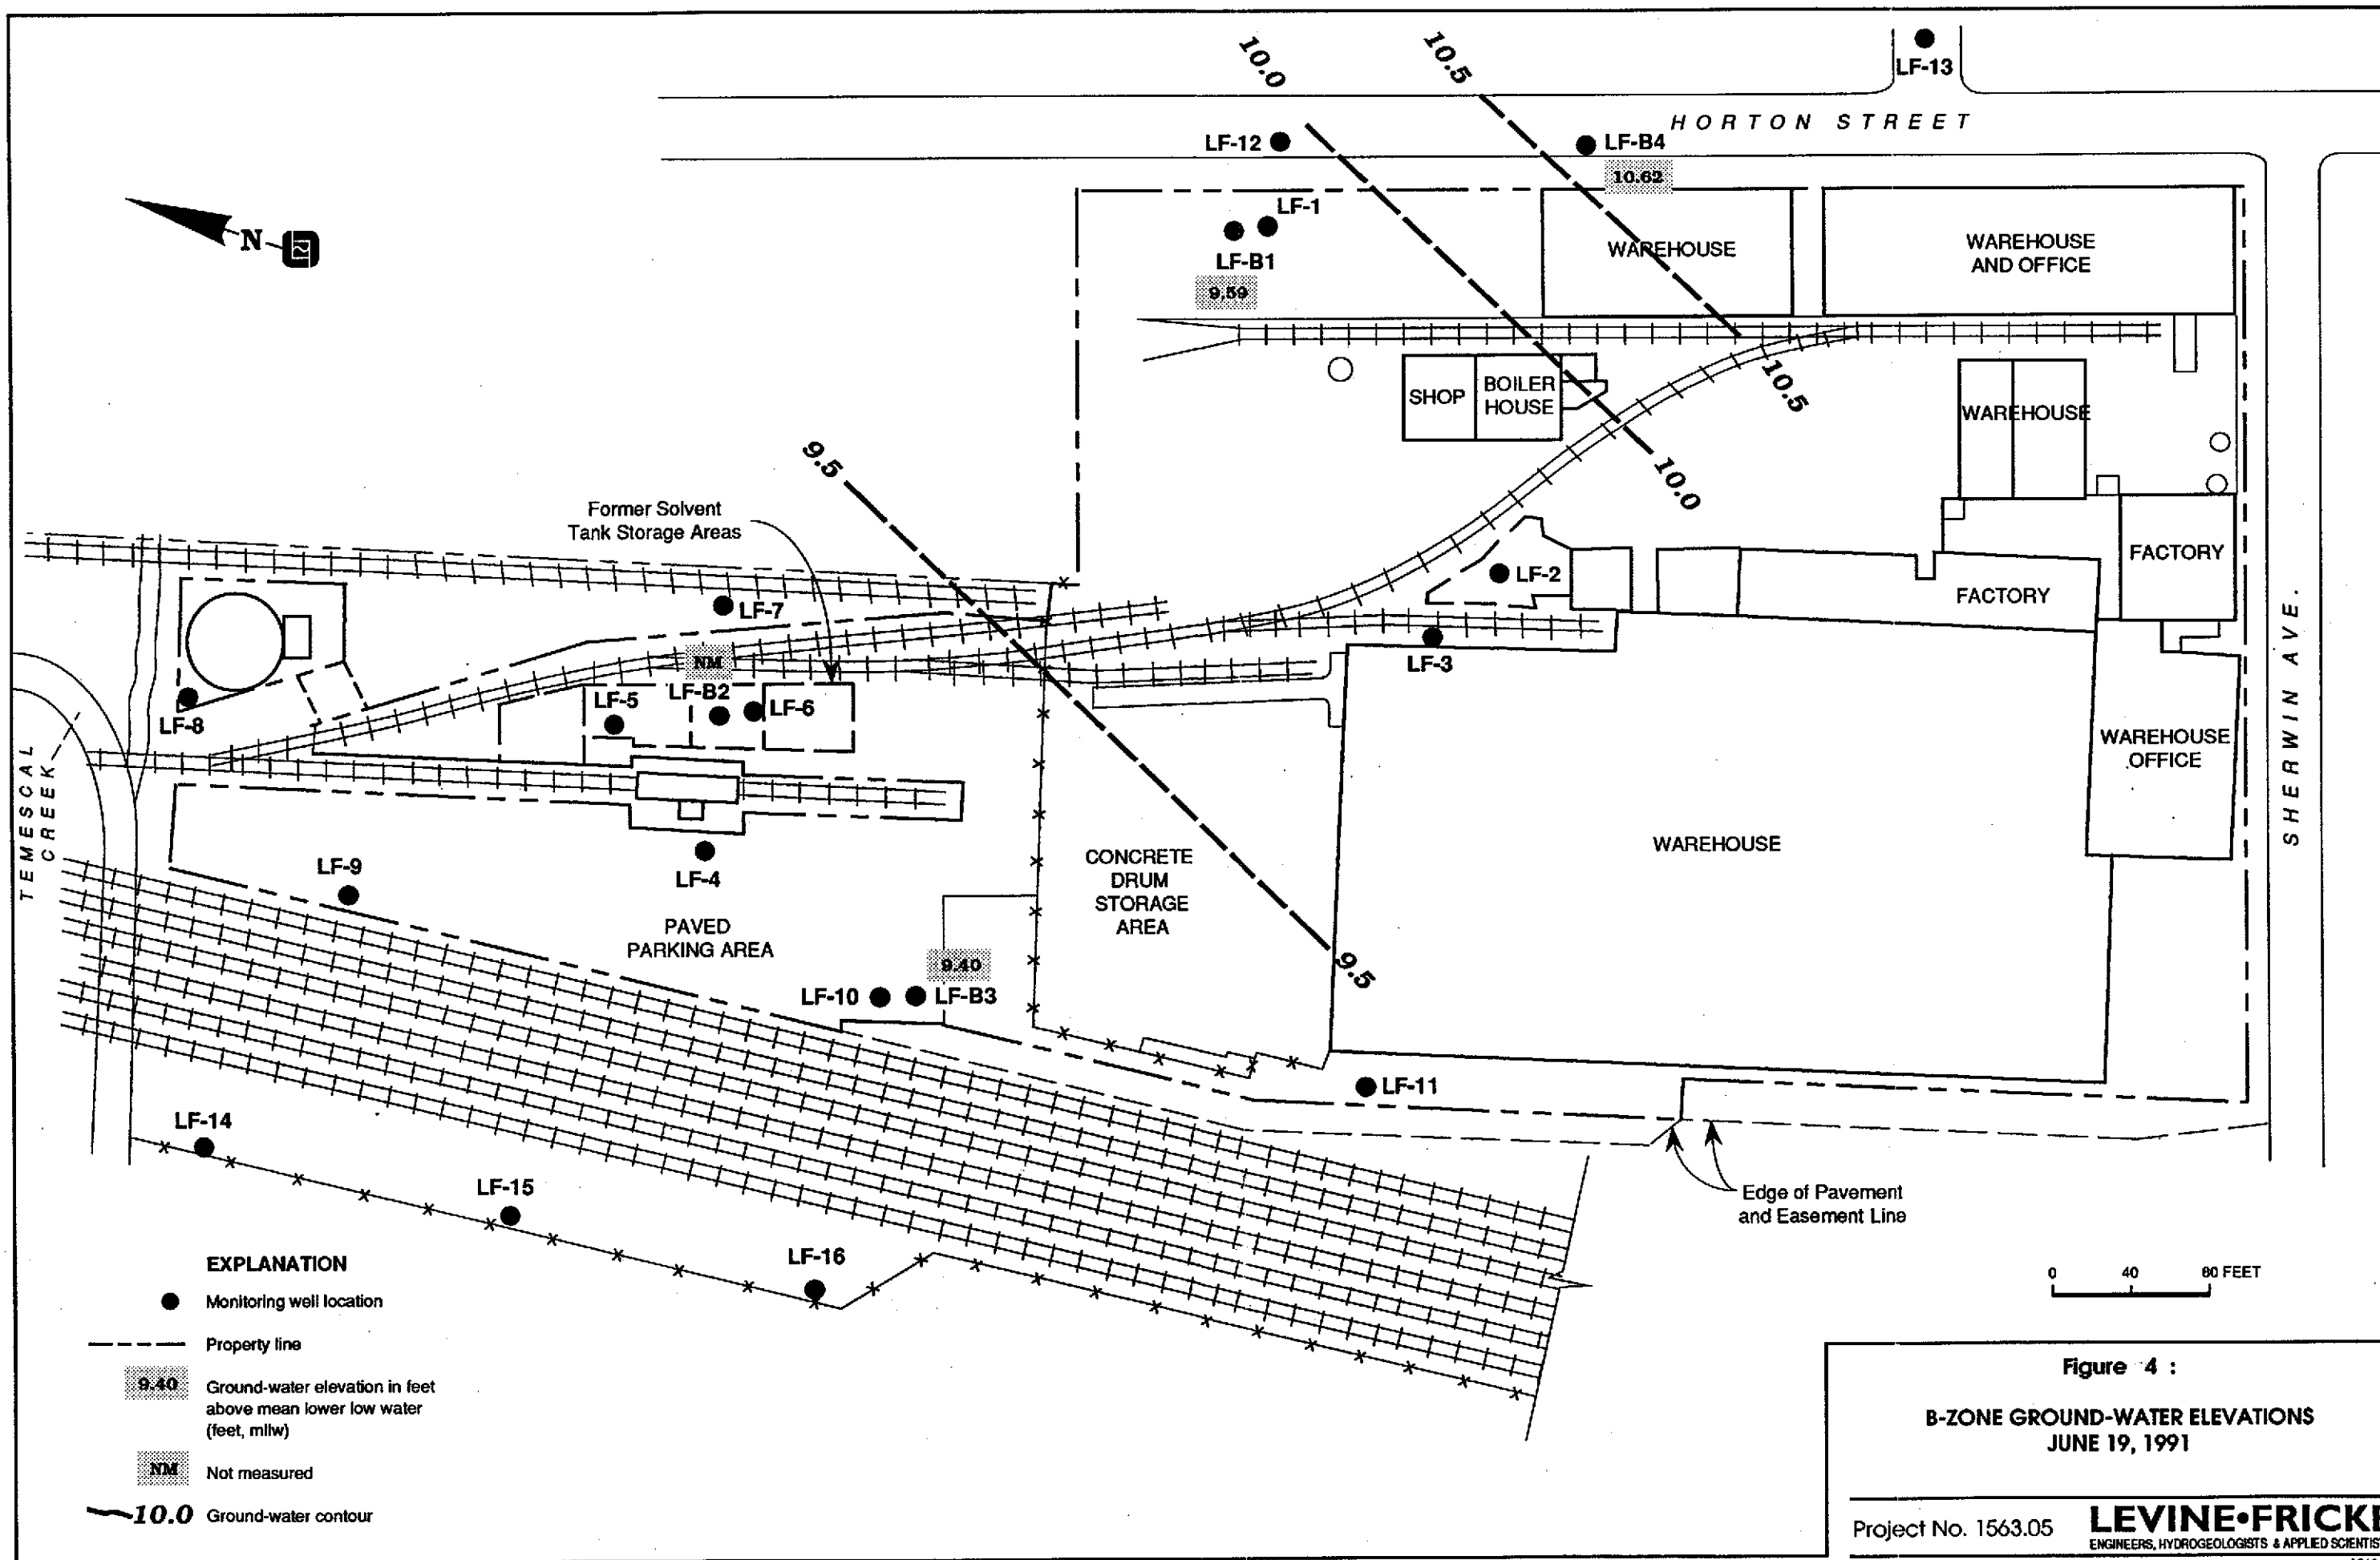 10.0
10.5
LF-13
HORTON STREET
LF-12
LF-B4
10.62
LF-1
LF-B1
9.59
N
WAREHOUSE
WAREHOUSE
AND OFFICE
SHOP
BOILER
HOUSE
10.5
WAREHOUSE
10.0
9.5
Former Solvent
Tank Storage Areas
LF-7
LF-2
FACTORY
FACTORY
LF-3
NM
LF-5
LF-B2
LF-6
LF-8
TEMESCAL
CREEK
WAREHOUSE
OFFICE
SHERWIN AVE.
LF-9
LF-4
PAVED
PARKING AREA
CONCRETE
DRUM
STORAGE
AREA
WAREHOUSE
9.40
LF-10
LF-B3
9.5
LF-11
LF-14
LF-15
LF-16
Edge of Pavement
and Easement Line
0 40 80 FEET
EXPLANATION
Monitoring well location
Property line
9.40 Ground-water elevation in feet
above mean lower low water
(feet, mllw)
NM Not measured
10.0 Ground-water contour
Figure 4 :
B-ZONE GROUND-WATER ELEVATIONS
JUNE 19, 1991
Project No. 1563.05
LEVINE•FRICKE
ENGINEERS, HYDROGEOLOGISTS & APPLIED SCIENTIST